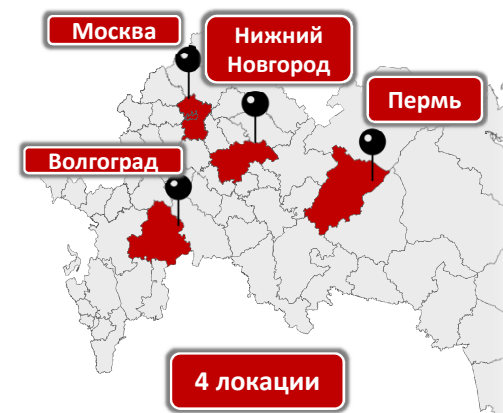 Москва
Нижний
Новгород
Пермь
Волгоград
4 локации